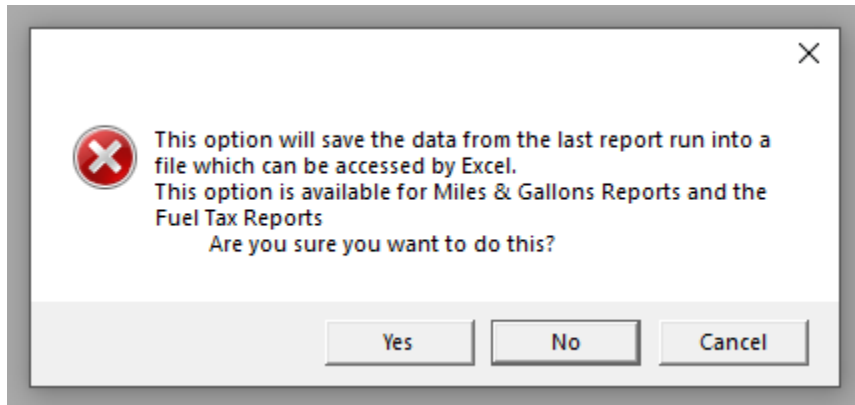 This option will save the data from the last report run into a
file which can be accessed by Excel.
This option is available for Miles & Gallons Reports and the
Fuel Tax Reports
Are you sure you want to do this?
Yes No Cancel